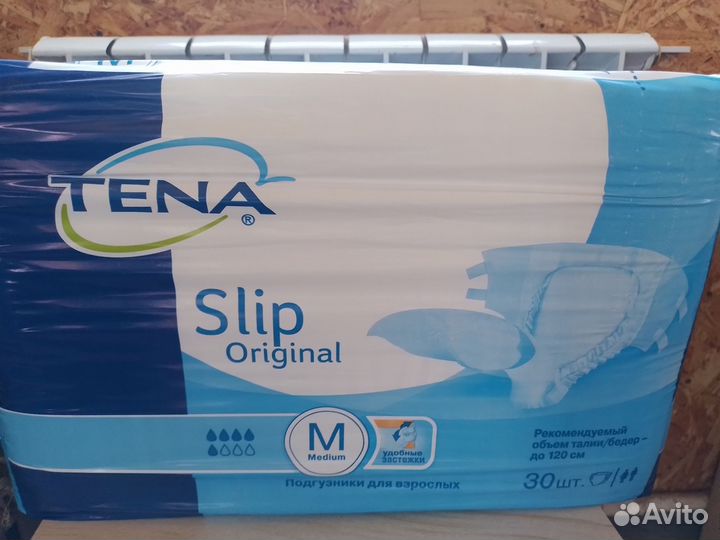 TENA®
Slip
Original
M
Medium
удобные
застежки
Подгузники для взрослых
Рекомендуемый
объем талии/бедер –
до 120 см
30 шт.
Avito